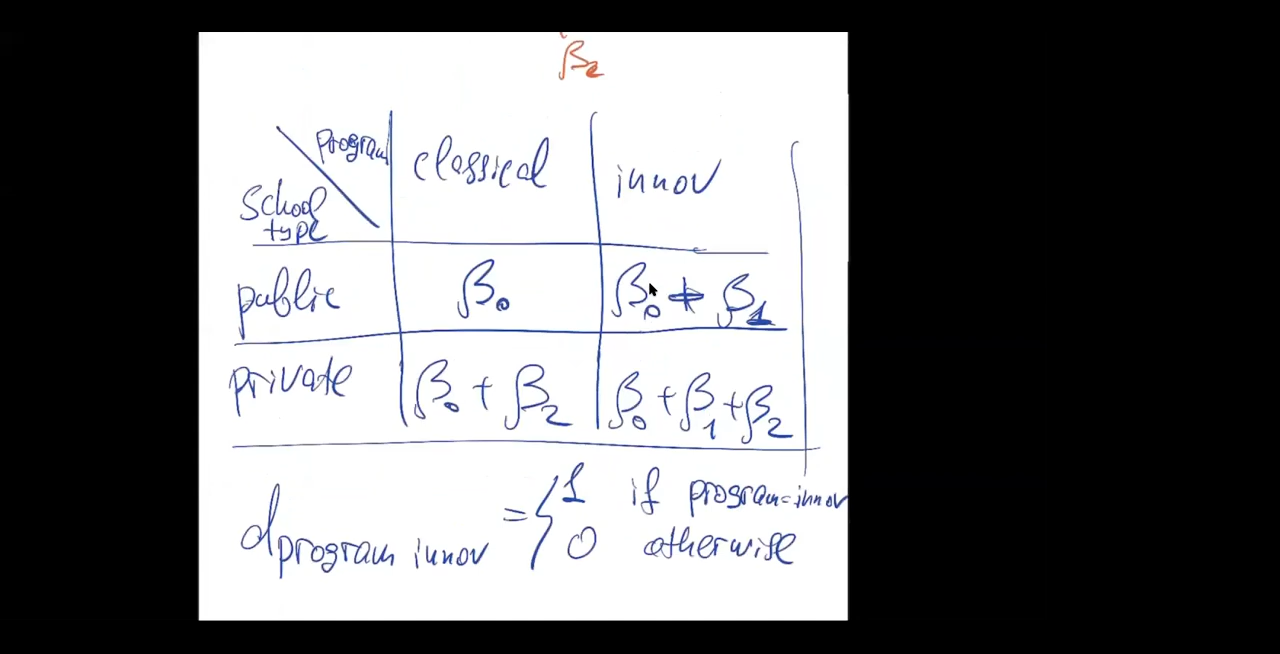 β₂
program classical innov
School type
public β₀ β₀ + β₁
private β₀ + β₂ β₀ + β₁ + β₂
d program innov = { 1 if program = innov
0 otherwise